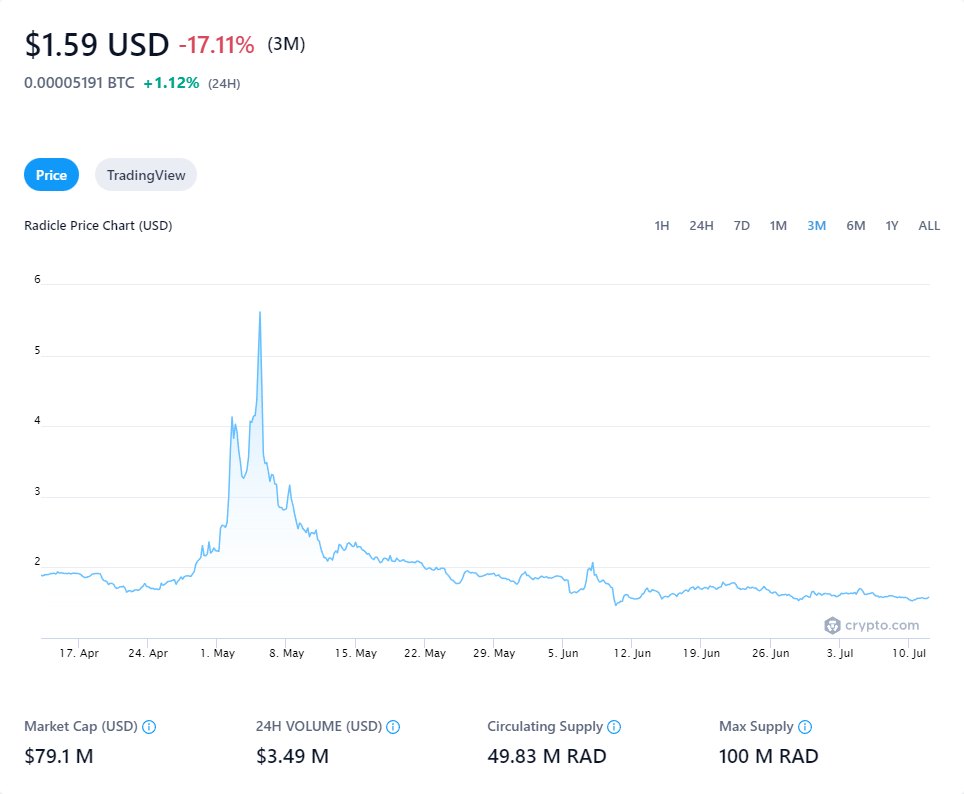 $1.59 USD -17.11% (3M)
0.00005191 BTC +1.12% (24H)
Price TradingView
Radicle Price Chart (USD) 1H 24H 7D 1M 3M 6M 1Y ALL
6
5
4
3
2
crypto.com
17. Apr 24. Apr 1. May 8. May 15. May 22. May 29. May 5. Jun 12. Jun 19. Jun 26. Jun 3. Jul 10. Jul
Market Cap (USD) 24H VOLUME (USD) Circulating Supply Max Supply
$79.1 M $3.49 M 49.83 M RAD 100 M RAD